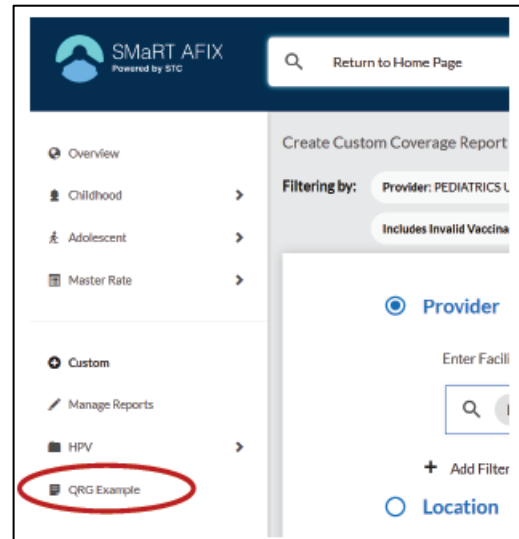 SMaRT AFIX
Powered by STC
Return to Home Page
Overview
Childhood
Adolescent
Master Rate
Custom
Manage Reports
HPV
QRG Example
Create Custom Coverage Report
Filtering by:
Provider: PEDIATRICS U
Includes Invalid Vaccina
Provider
Enter Facili
+ Add Filter
Location